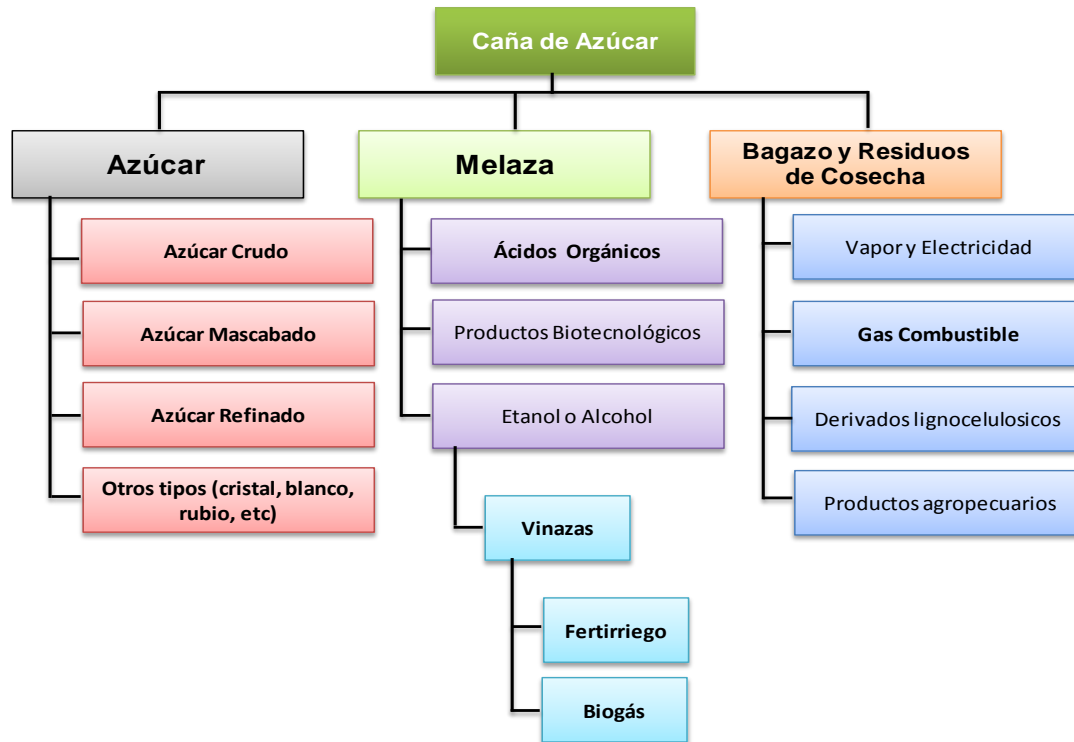 Caña de Azúcar
Azúcar
Azúcar Crudo
Azúcar Mascabado
Azúcar Refinado
Otros tipos (cristal, blanco,
rubio, etc)
Melaza
Ácidos Orgánicos
Productos Biotecnológicos
Etanol o Alcohol
Vinazas
Fertirriego
Biogás
Bagazo y Residuos
de Cosecha
Vapor y Electricidad
Gas Combustible
Derivados lignocelulosicos
Productos agropecuarios